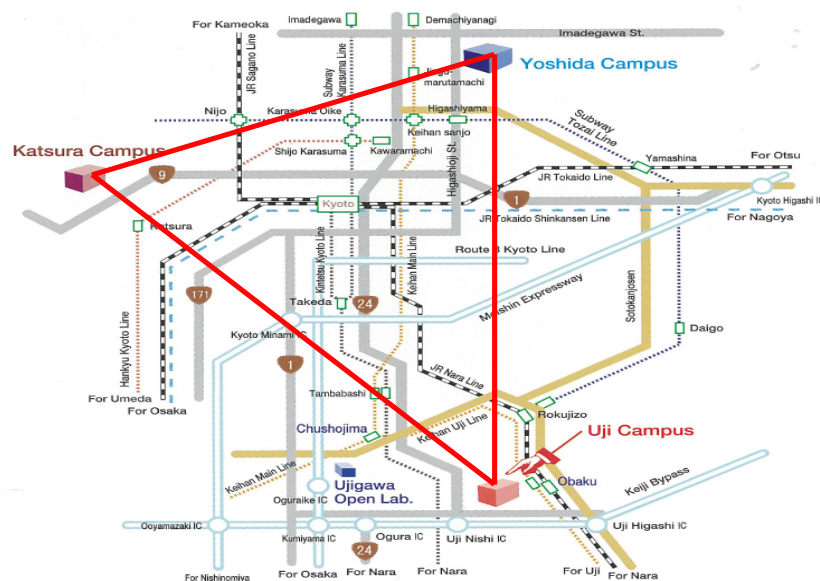 Imadegawa
Demachiyanagi
For Kameoka
Imadegawa St.
JR Sagano Line
Subway
Karasuma Line
Yoshida Campus
marutamachi
Nijo
Karasuma Oike
Higashiyama
Subway
Tozai Line
Keihan sanjo
Katsura Campus
9
Shijo Karasuma
Kawaramachi
Higashioji St.
Yamashina
For Otsu
JR Tokaido Line
1
Kyoto Higashi IC
Kyoto
JR Tokaido Shinkansen Line
For Nagoya
Katsura
Kintetsu Kyoto Line
Keihan Main Line
Route 8 Kyoto Line
171
Takeda
24
Meishin Expressway
Sotokanjosen
Kyoto Minami IC
Daigo
Hankyu Kyoto Line
1
JR Nara Line
For Umeda
For Osaka
Tambabashi
Rokujizo
Chushojima
Keihan Uji Line
Uji Campus
Keihan Main Line
Ujigawa
Open Lab.
Obaku
Oguraike IC
Keiji Bypass
Ooyamazaki IC
Kumiyama IC
Ogura IC
Uji Nishi IC
Uji Higashi IC
24
For Nishinomiya
For Osaka
For Nara
For Nara
For Uji
For Nara